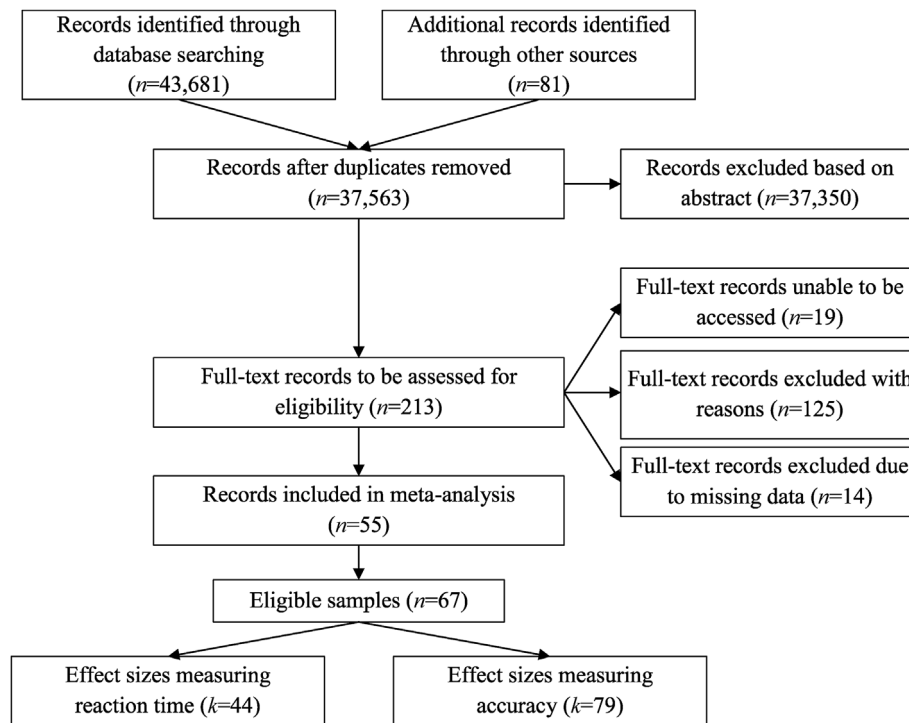 Records identified through
database searching
(n=43,681)
Additional records identified
through other sources
(n=81)
Records after duplicates removed
(n=37,563)
Records excluded based on
abstract (n=37,350)
Full-text records unable to be
accessed (n=19)
Full-text records to be assessed for
eligibility (n=213)
Full-text records excluded with
reasons (n=125)
Full-text records excluded due
to missing data (n=14)
Records included in meta-analysis
(n=55)
Eligible samples (n=67)
Effect sizes measuring
reaction time (k=44)
Effect sizes measuring
accuracy (k=79)